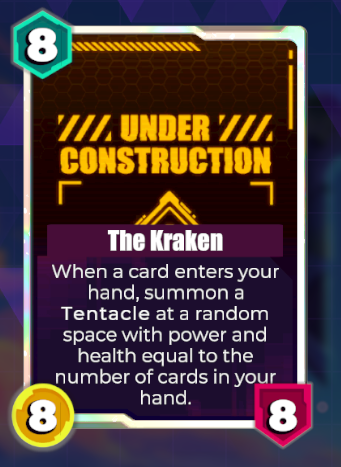 8
/// UNDER ///
CONSTRUCTION
The Kraken
When a card enters your
hand, summon a
Tentacle at a random
space with power and
health equal to the
number of cards in your
hand.
8
8